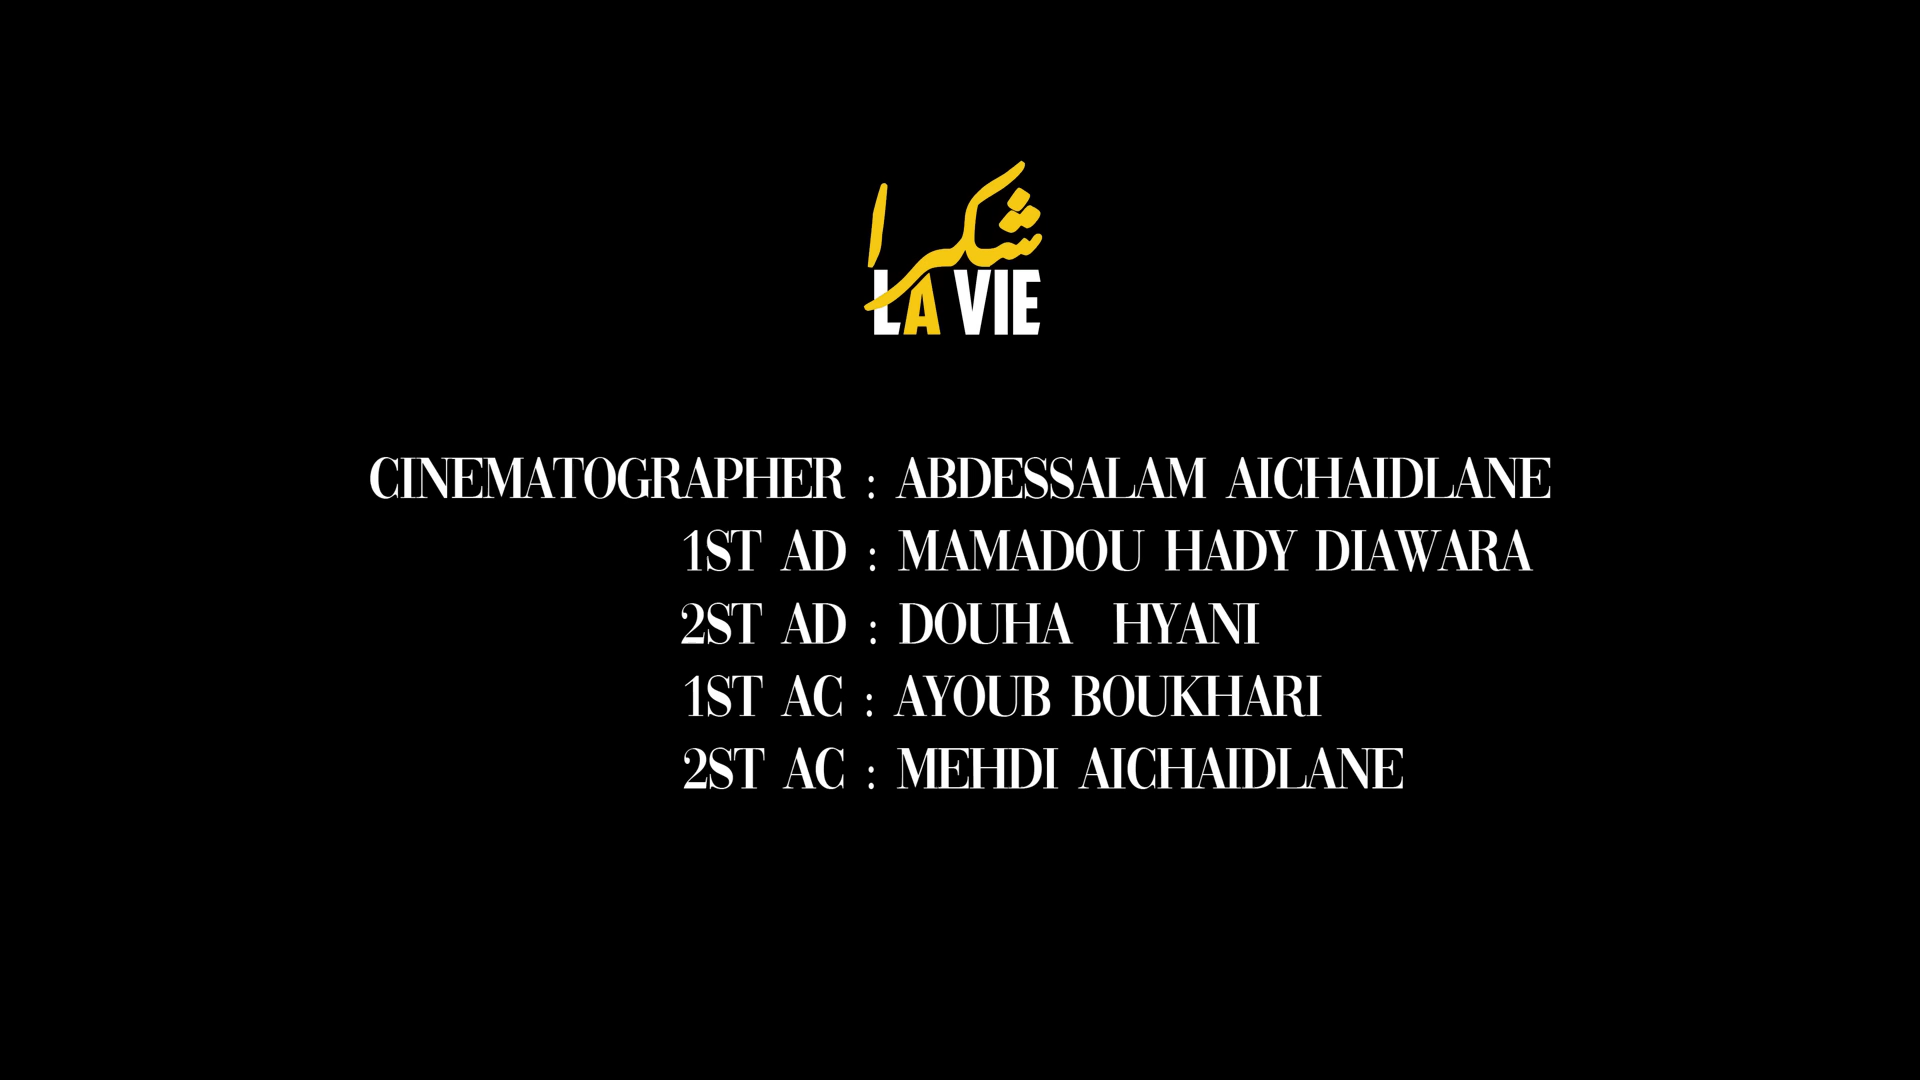 شكرا
LA VIE
CINEMATOGRAPHER : ABDESSALAM AICHAIDLANE
1ST AD : MAMADOU HADY DIAWARA
2ST AD : DOUHA HYANI
1ST AC : AYOUB BOUKHARI
2ST AC : MEHDI AICHAIDLANE